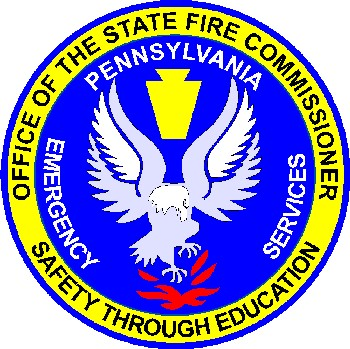 OFFICE OF THE STATE FIRE COMMISSIONER
PENNSYLVANIA
EMERGENCY
SERVICES
SAFETY THROUGH EDUCATION